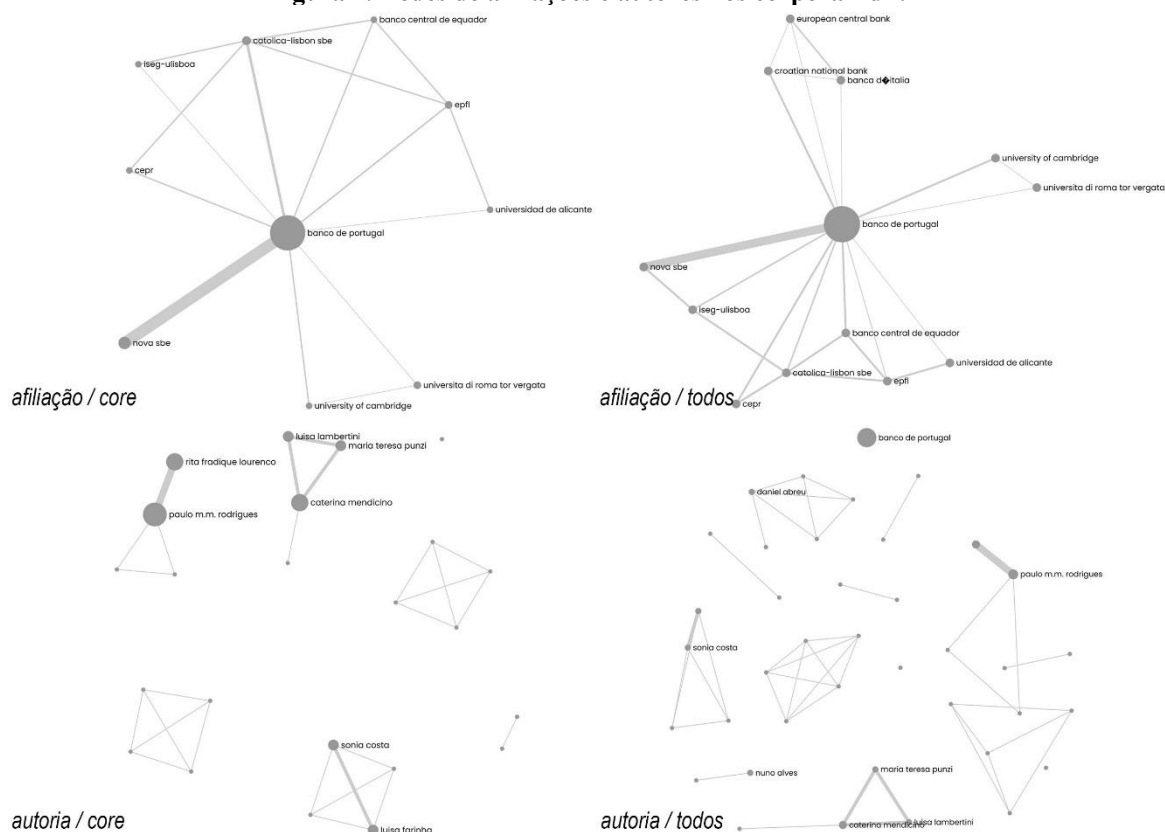 banco central de equador
catolica-lisbon sbe
iseg-ulisboa
epfl
cepr
universidad de alicante
banco de portugal
nova sbe
universita di roma tor vergata
university of cambridge
afiliação / core
european central bank
croatian national bank
banca d�italia
university of cambridge
universita di roma tor vergata
banco de portugal
nova sbe
iseg-ulisboa
banco central de equador
universidad de alicante
catolica-lisbon sbe
epfl
cepr
afiliação / todos
luisa lambertini
maria teresa punzi
rita fradique lourenco
caterina mendicino
paulo m.m. rodrigues
sonia costa
luisa farinha
autoria / core
banco de portugal
daniel abreu
paulo m.m. rodrigues
sonia costa
nuno alves
maria teresa punzi
caterina mendicino
luisa lambertini
autoria / todos